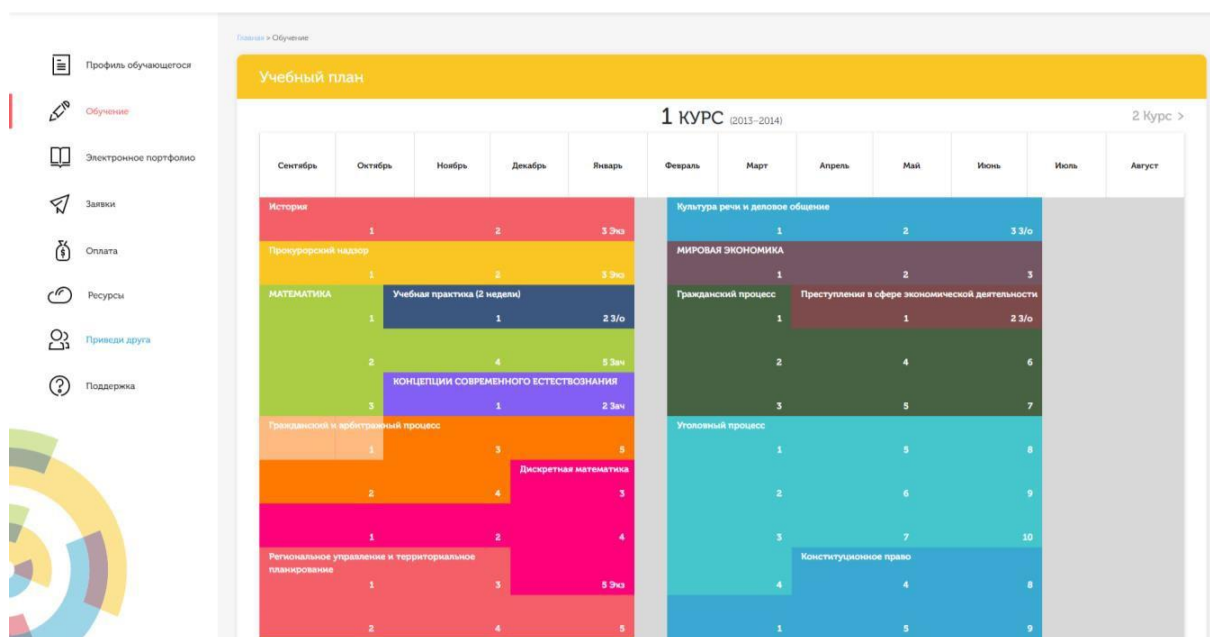 Главная > Обучение
Профиль обучающегося
Обучение
Электронное портфолио
Заявки
Оплата
Ресурсы
Приведи друга
Поддержка
Учебный план
1 КУРС (2013-2014)
2 Курс >
Сентябрь Октябрь Ноябрь Декабрь Январь Февраль Март Апрель Май Июнь Июль Август
История
1 2 3 Экз
Прокурорский надзор
1 2 3 Экз
МАТЕМАТИКА Учебная практика (2 недели)
1 1 2 З/о
2 4 5 Зач
КОНЦЕПЦИИ СОВРЕМЕННОГО ЕСТЕСТВОЗНАНИЯ
3 1 2 Зач
Гражданский и арбитражный процесс
1 3 5
Дискретная математика
2 4 3
1 2 4
Региональное управление и территориальное
планирование
1 3 5 Экз
2 4 5
Культура речи и деловое общение
1 2 3 З/о
МИРОВАЯ ЭКОНОМИКА
1 2 3
Гражданский процесс Преступления в сфере экономической деятельности
1 1 2 З/о
2 4 6
3 5 7
Уголовный процесс
1 5 8
2 6 9
3 7 10
Конституционное право
4 4 8
1 5 9